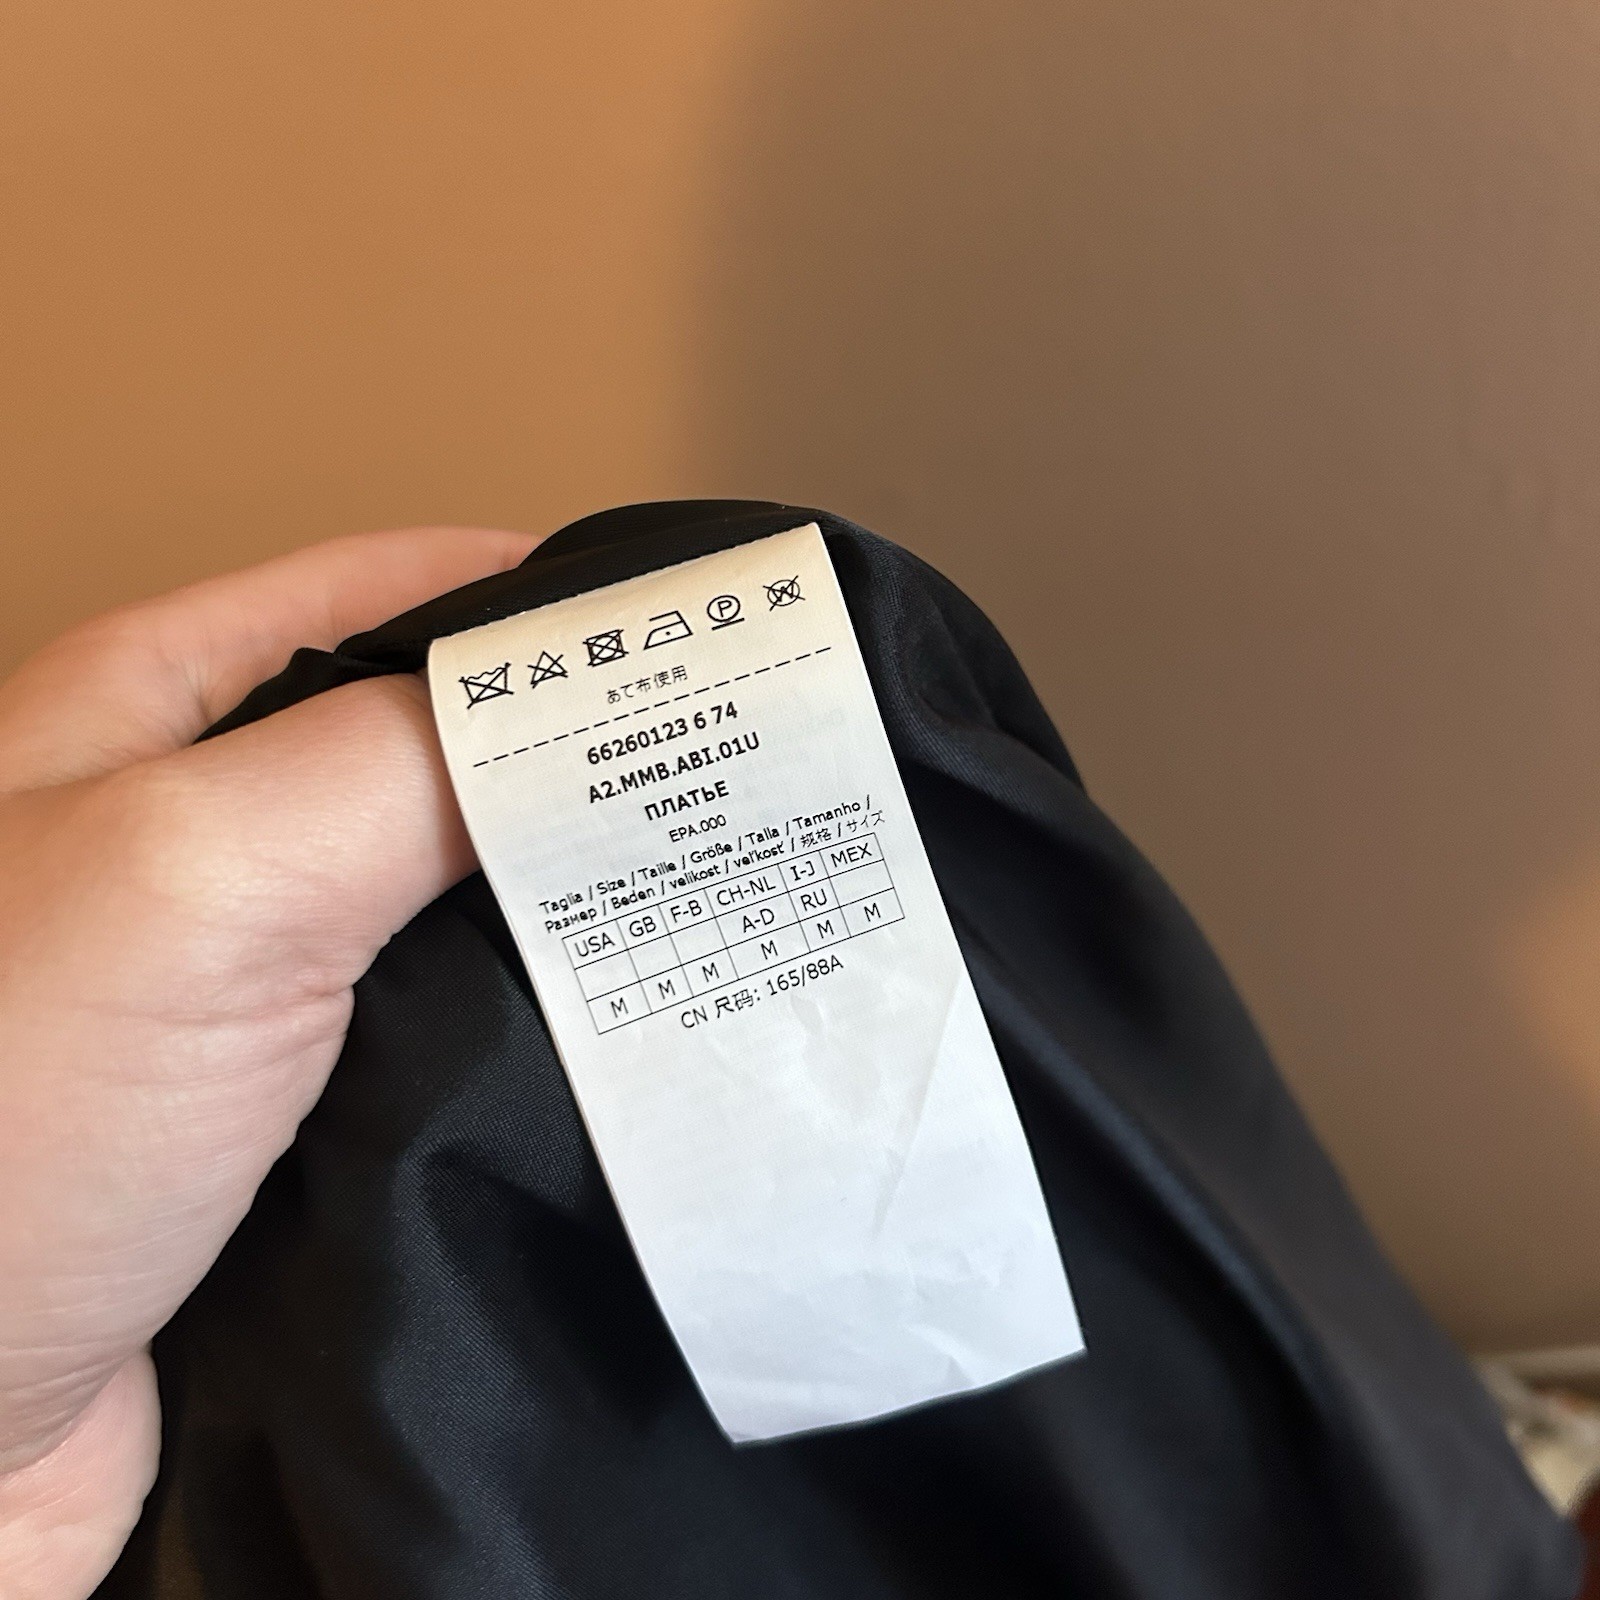 あて布使用
66260123 6 74
A2.MMB.ABI.01U
ПЛАТЬЕ
EPA.000
Taglia / Size / Taille / Größe / Talla / Tamanho /
Размер / Beden / velikost / veľkosť / 规格 / サイズ
USA GB F-B CH-NL I-J MEX
A-D RU
M M M M M M
CN 尺码: 165/88A